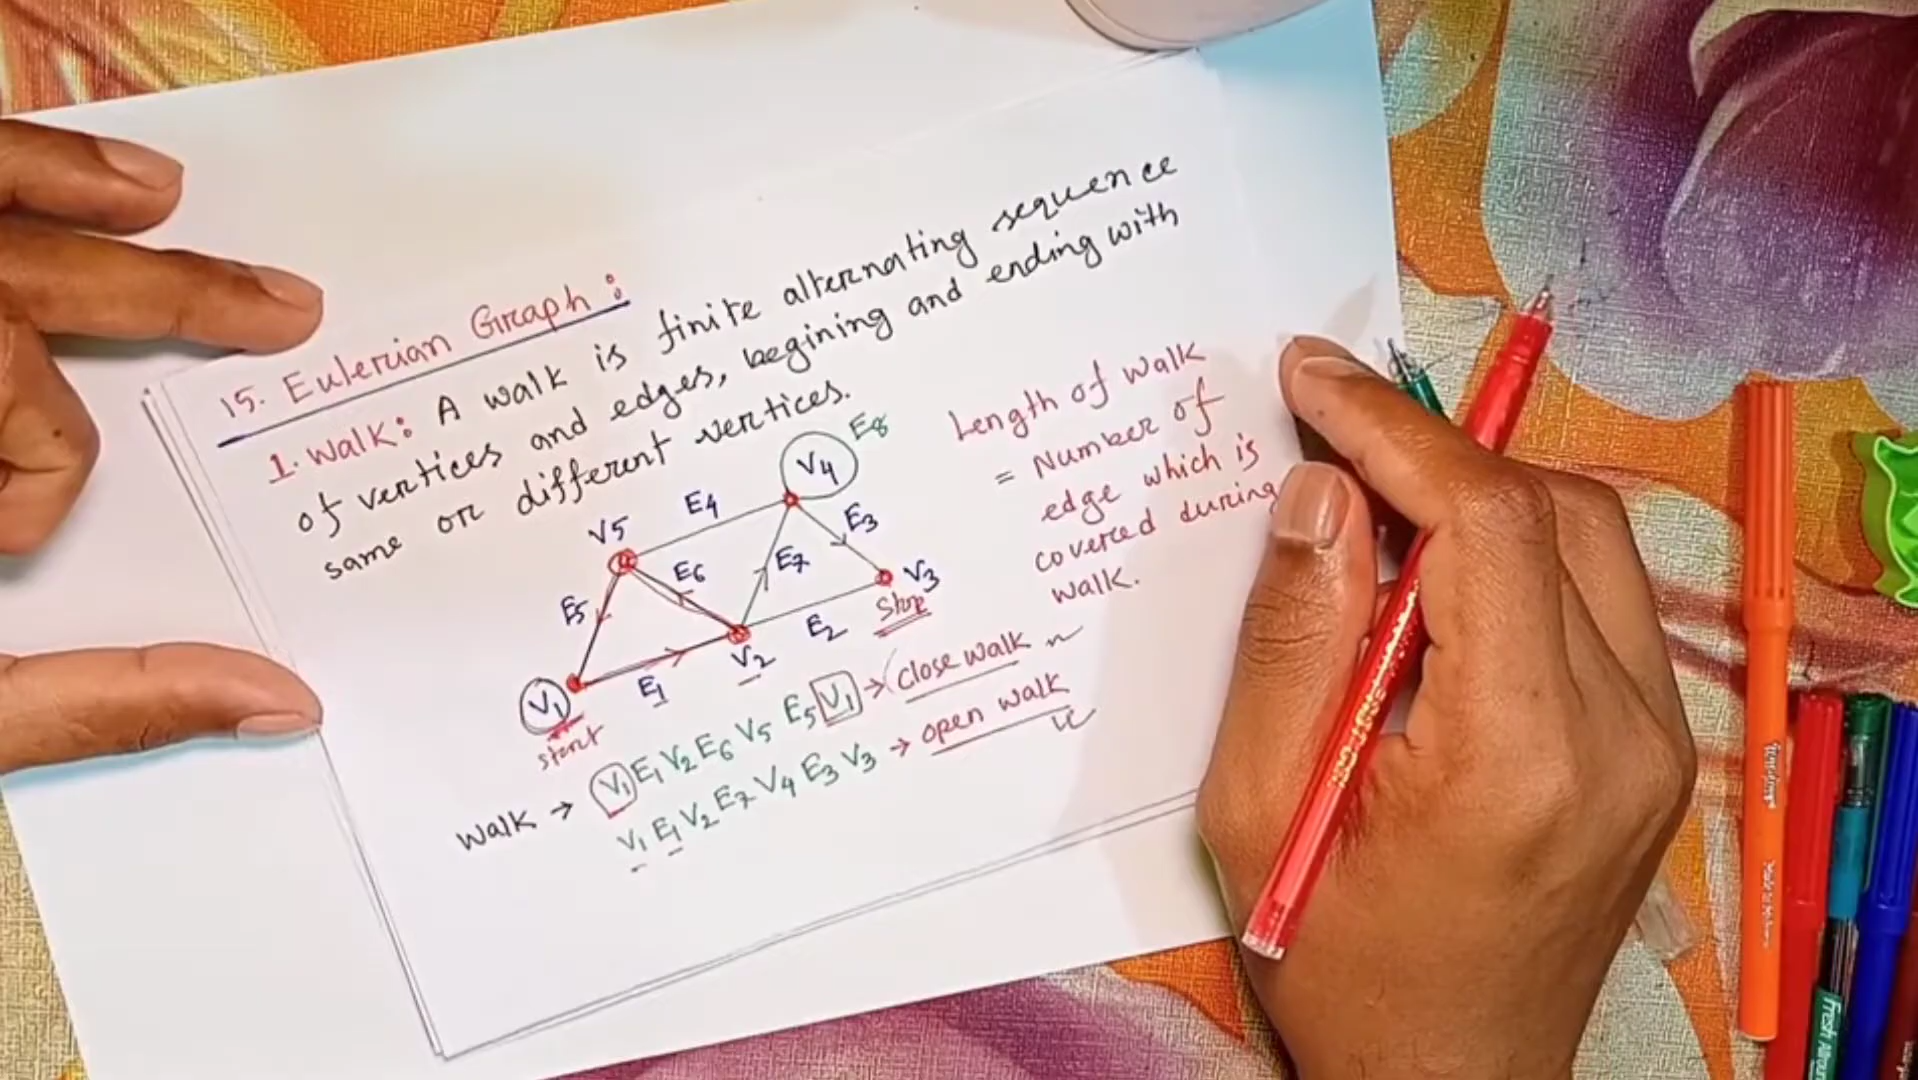 15. Eulerian Graph:
1. Walk: A walk is finite alternating sequence
of vertices and edges, begining and ending with
same or different vertices.
Length of walk
= Number of
edge which is
covered during
walk.
V4 E8
V5 E4 E3
E5 E6 E7 V3
Stop
V1 E1 V2 E2
start
Walk → V1 E1 V2 E6 V5 E5 V1 → (close walk
V1 E1 V2 E7 V4 E3 V3 → open walk